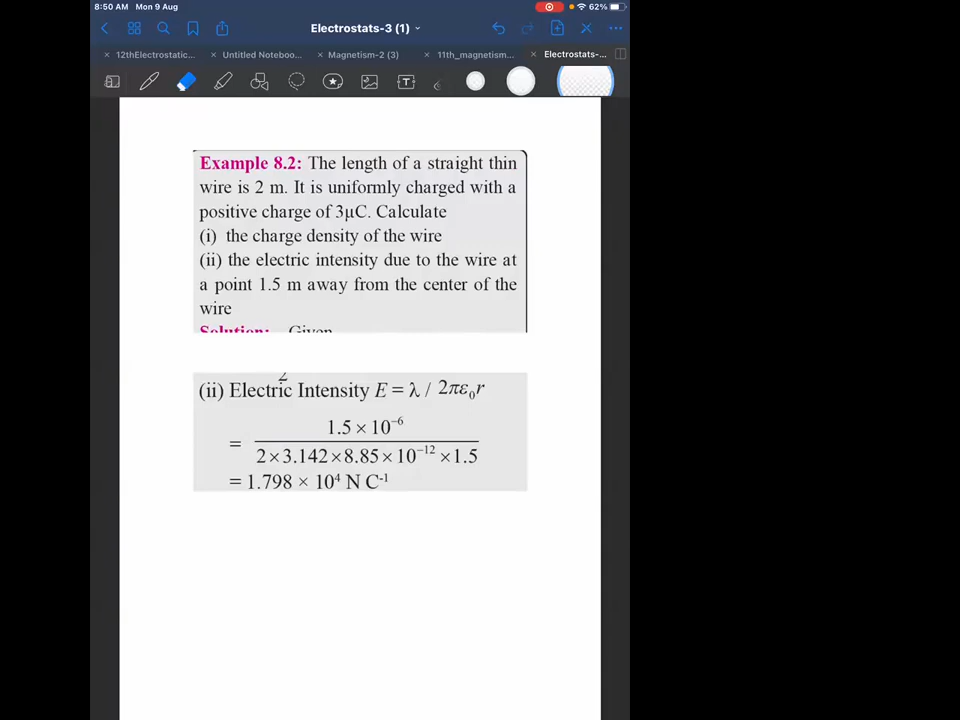 8:50 AM Mon 9 Aug 62%
Electrostats-3 (1)
12thElectrostatic... Untitled Noteboo... Magnetism-2 (3) 11th_magnetism... Electrostats-...
Example 8.2: The length of a straight thin
wire is 2 m. It is uniformly charged with a
positive charge of 3μC. Calculate
(i) the charge density of the wire
(ii) the electric intensity due to the wire at
a point 1.5 m away from the center of the
wire
Solution: Given
(ii) Electric Intensity E = λ / 2πε₀r
= 1.5 × 10⁻⁶
2×3.142×8.85×10⁻¹²×1.5
= 1.798 × 10⁴ N C⁻¹